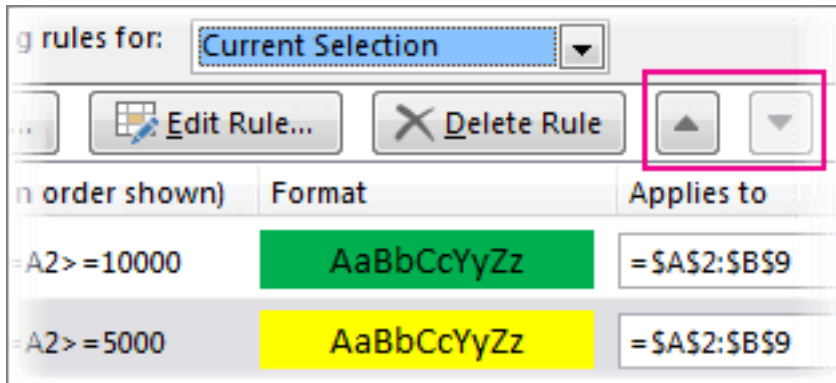 g rules for: Current Selection
... Edit Rule... Delete Rule
n order shown) Format Applies to
=A2>=10000 AaBbCcYyZz =$A$2:$B$9
=A2>=5000 AaBbCcYyZz =$A$2:$B$9